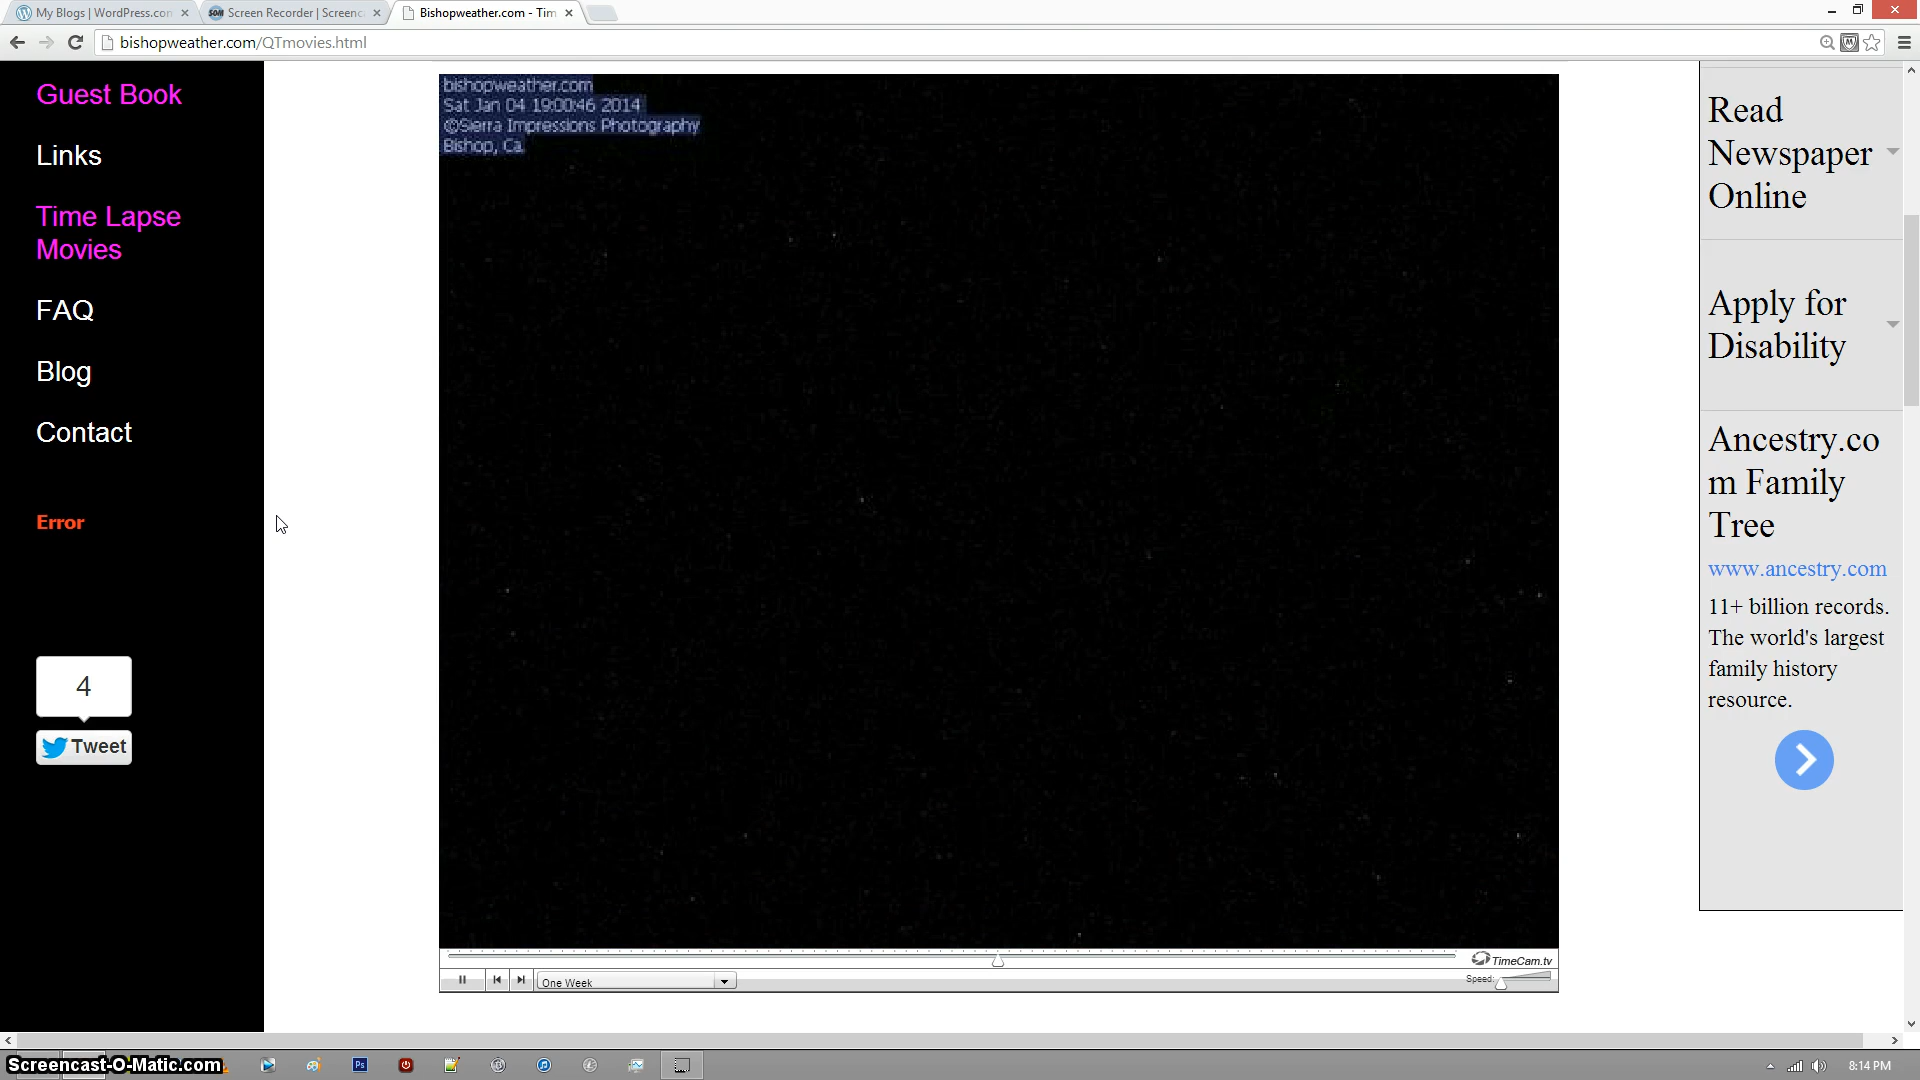 My Blogs | WordPress.con
Screen Recorder | Screenc
Bishopweather.com - Tim
bishopweather.com/QTmovies.html
Guest Book
Links
Time Lapse
Movies
FAQ
Blog
Contact
Error
4
Tweet
bishopweather.com
Sat Jan 04 19:00:46 2014
©Sierra Impressions Photography
Bishop, Ca
TimeCam.tv
One Week
Speed:
Read
Newspaper
Online
Apply for
Disability
Ancestry.co
m Family
Tree
www.ancestry.com
11+ billion records.
The world's largest
family history
resource.
Screencast-O-Matic.com
Ps
8:14 PM